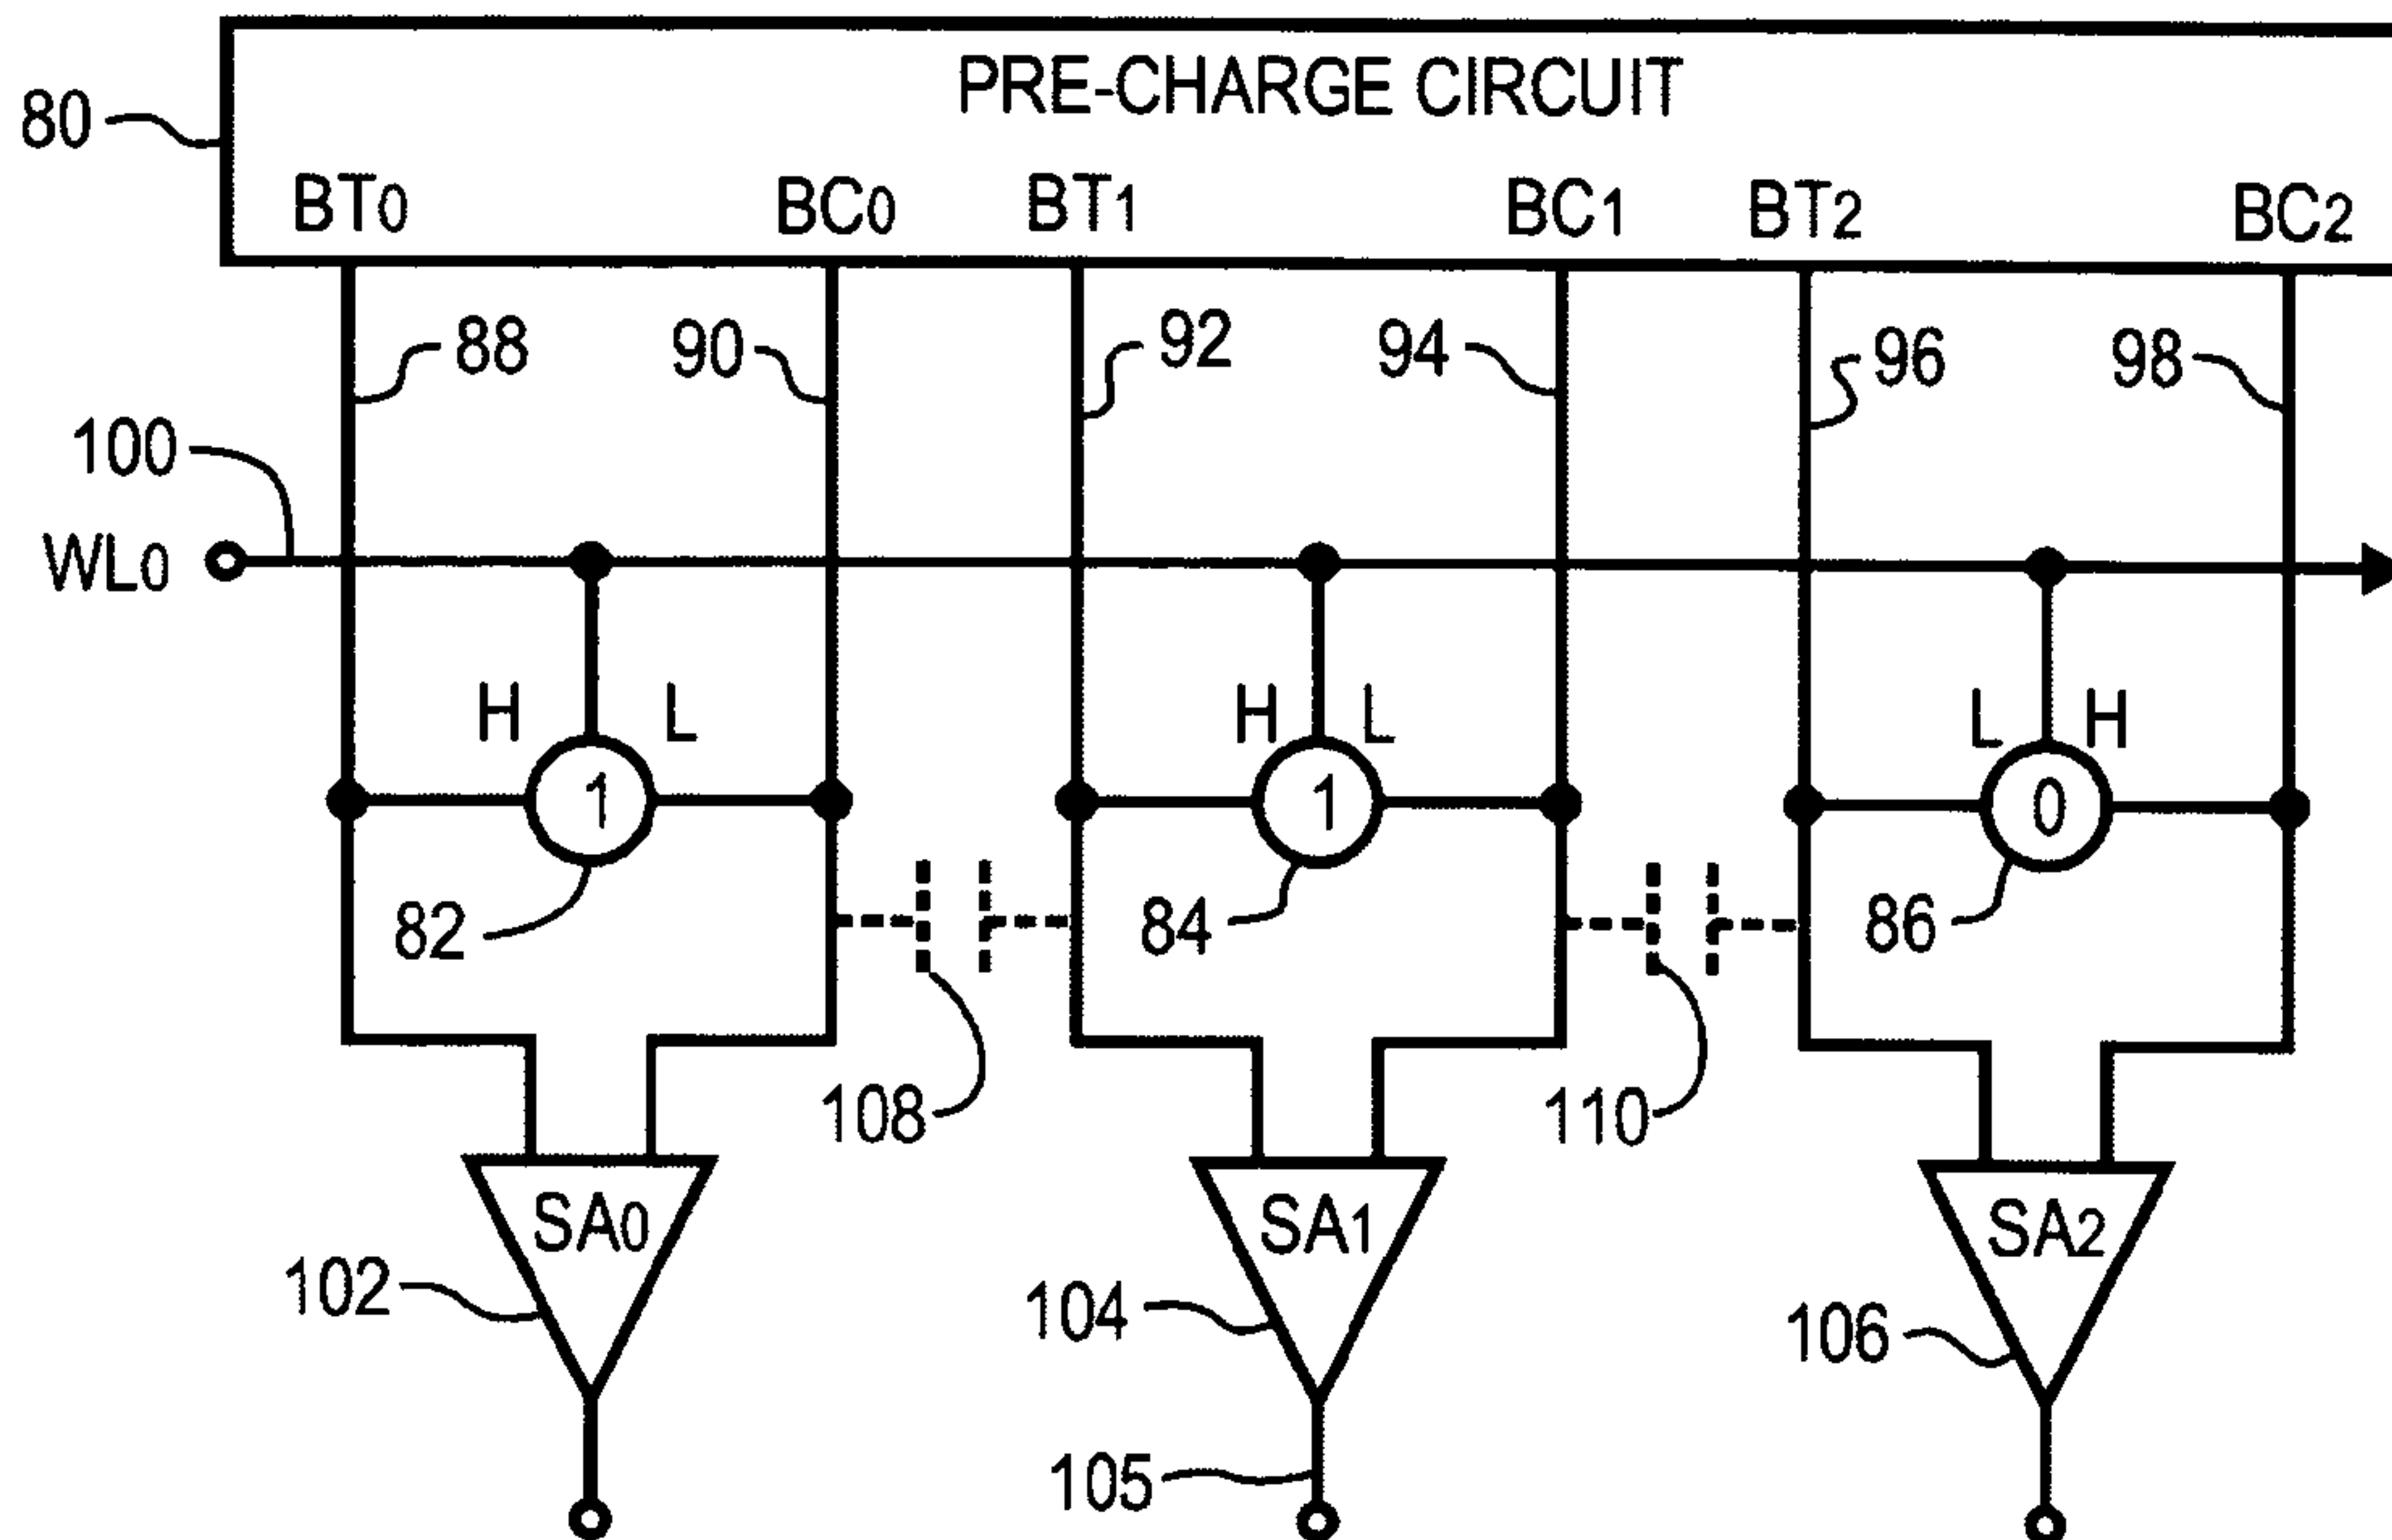 PRE-CHARGE CIRCUIT
80
BT0 BC0 BT1 BC1 BT2 BC2
88 90 92 94 96 98
100
WL0
H L H L L H
1 1 0
82 84 86
108 110
SA0 SA1 SA2
102 104 106
105